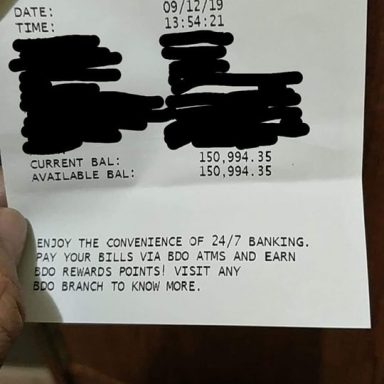 DATE: 09/12/19
TIME: 13:54:21
CURRENT BAL: 150,994.35
AVAILABLE BAL: 150,994.35
ENJOY THE CONVENIENCE OF 24/7 BANKING.
PAY YOUR BILLS VIA BDO ATMS AND EARN
BDO REWARDS POINTS! VISIT ANY
BDO BRANCH TO KNOW MORE.